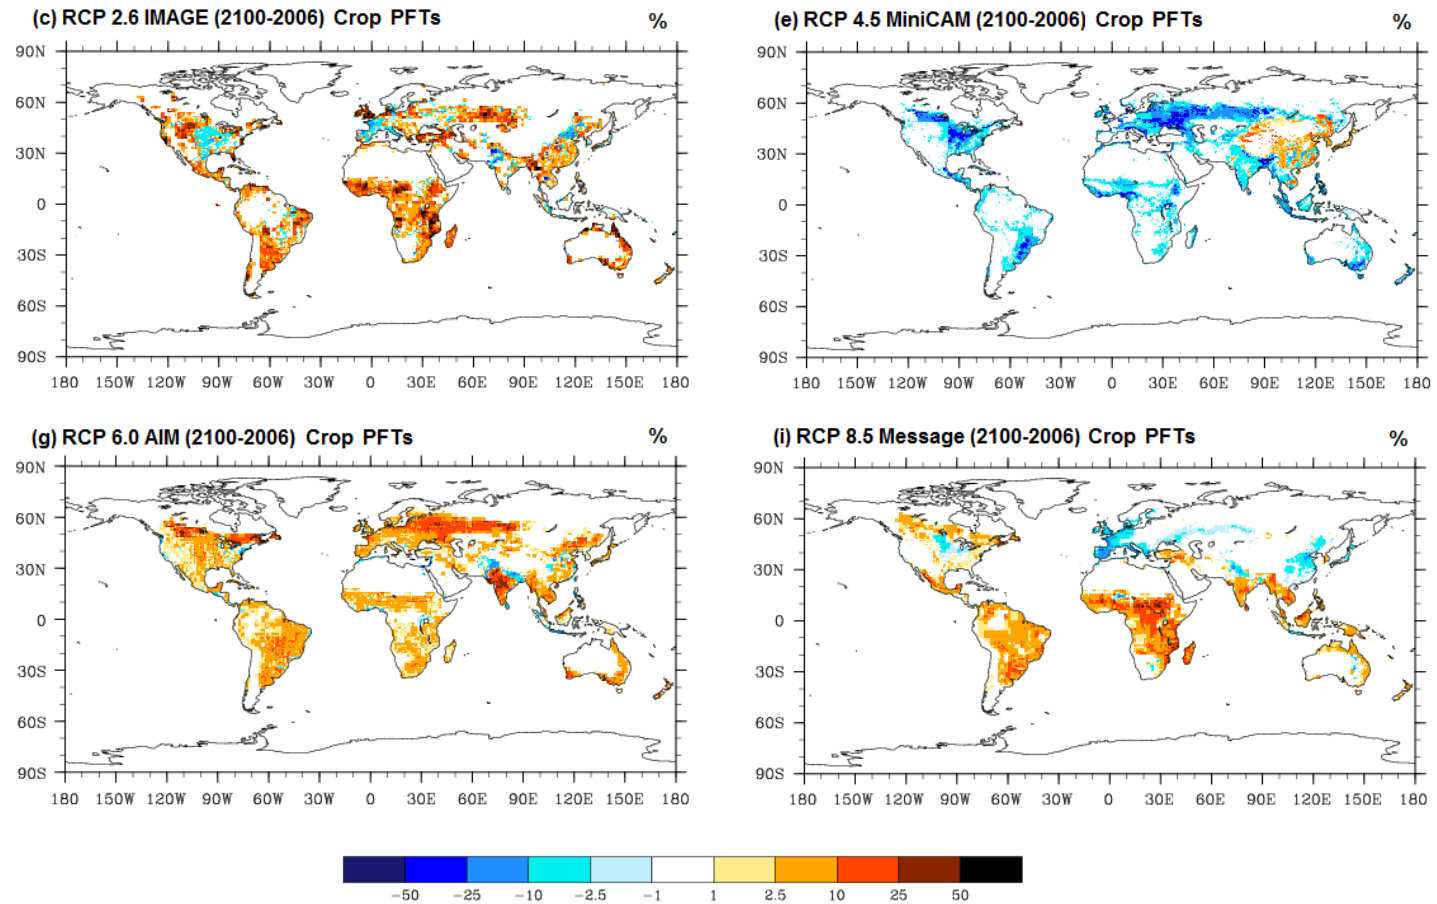 (c) RCP 2.6 IMAGE (2100-2006) Crop PFTs %
90N
60N
30N
0
30S
60S
90S
180 150W 120W 90W 60W 30W 0 30E 60E 90E 120E 150E 180
(e) RCP 4.5 MiniCAM (2100-2006) Crop PFTs %
90N
60N
30N
0
30S
60S
90S
180 150W 120W 90W 60W 30W 0 30E 60E 90E 120E 150E 180
(g) RCP 6.0 AIM (2100-2006) Crop PFTs %
90N
60N
30N
0
30S
60S
90S
180 150W 120W 90W 60W 30W 0 30E 60E 90E 120E 150E 180
(i) RCP 8.5 Message (2100-2006) Crop PFTs %
90N
60N
30N
0
30S
60S
90S
180 150W 120W 90W 60W 30W 0 30E 60E 90E 120E 150E 180
-50 -25 -10 -2.5 -1 1 2.5 10 25 50